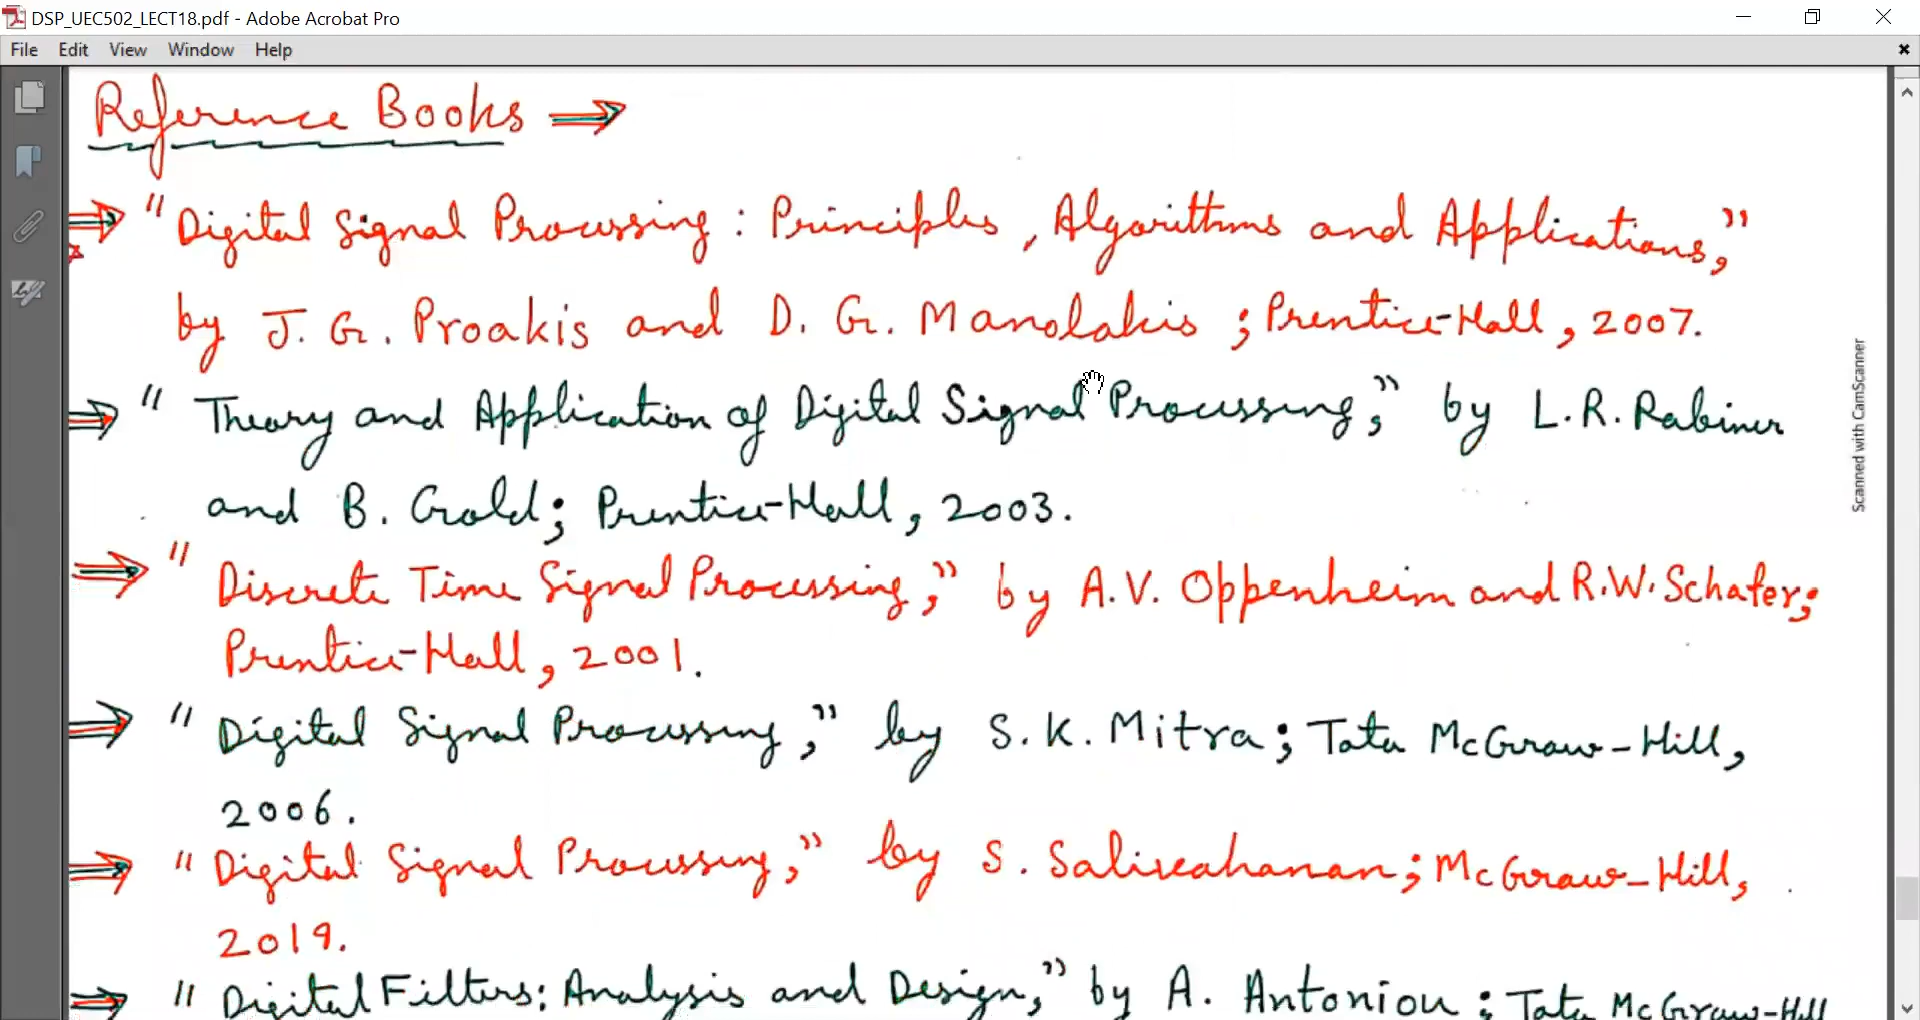 DSP_UEC502_LECT18.pdf - Adobe Acrobat Pro
File Edit View Window Help
Reference Books ⇒
⇒ "Digital Signal Processing: Principles, Algorithms and Applications,"
by J. G. Proakis and D. G. Manolakis; Prentice-Hall, 2007.
⇒ "Theory and Application of Digital Signal Processing," by L.R. Rabiner
and B. Gold; Prentice-Hall, 2003.
⇒ "Discrete Time Signal Processing," by A.V. Oppenheim and R.W. Schafer;
Prentice-Hall, 2001.
⇒ "Digital Signal Processing," by S.K. Mitra; Tata McGraw-Hill,
2006.
⇒ "Digital Signal Processing," by S. Saliveahanan; McGraw-Hill,
2019.
⇒ "Digital Filters: Analysis and Design," by A. Antoniou; Tata McGraw-Hill
Scanned with CamScanner